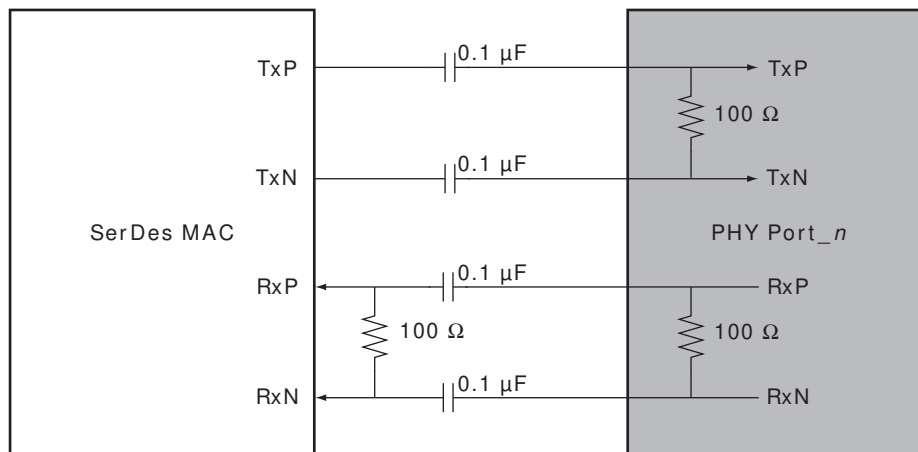 0.1 µF
TxP
TxP
100 Ω
0.1 µF
TxN
TxN
SerDes MAC
PHY Port_n
0.1 µF
RxP
RxP
100 Ω
100 Ω
0.1 µF
RxN
RxN